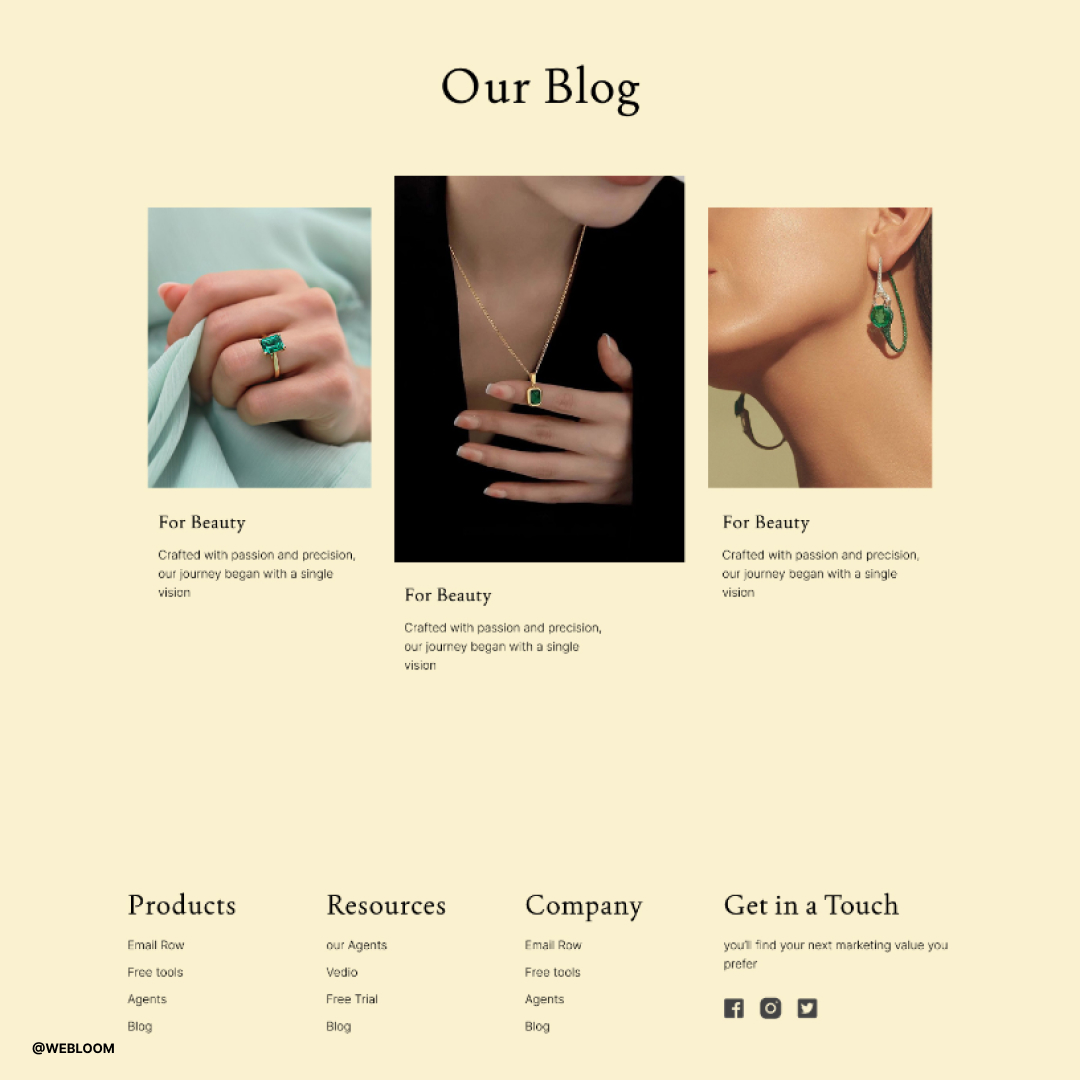 Our Blog
For Beauty
Crafted with passion and precision,
our journey began with a single
vision
For Beauty
Crafted with passion and precision,
our journey began with a single
vision
For Beauty
Crafted with passion and precision,
our journey began with a single
vision
Products
Email Row
Free tools
Agents
Blog
Resources
our Agents
Vedio
Free Trial
Blog
Company
Email Row
Free tools
Agents
Blog
Get in a Touch
you'll find your next marketing value you
prefer
@WEBLOOM